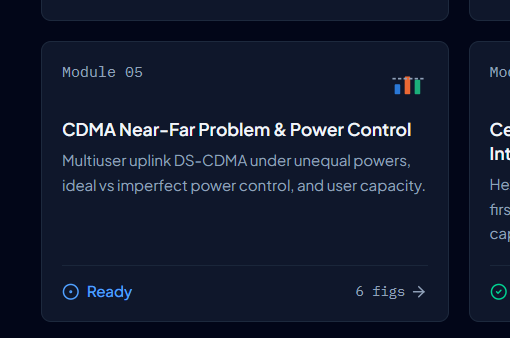 Module 05
CDMA Near-Far Problem & Power Control
Multiuser uplink DS-CDMA under unequal powers,
ideal vs imperfect power control, and user capacity.
Ready
6 figs →